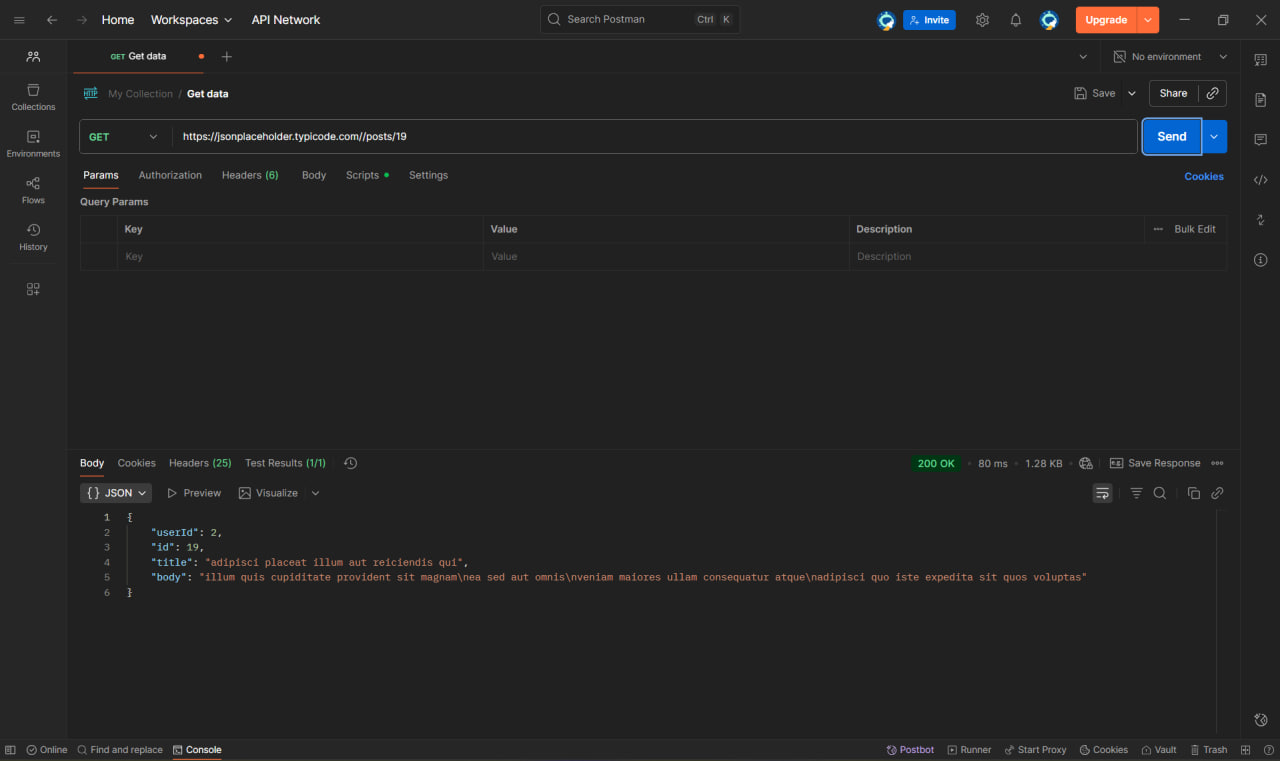 Home Workspaces API Network Search Postman Ctrl K Invite Upgrade
GET Get data No environment
HTTP My Collection / Get data Save Share
Collections
GET https://jsonplaceholder.typicode.com//posts/19 Send
Environments
Params Authorization Headers (6) Body Scripts Settings Cookies
Flows
Query Params
History
Key Value Description Bulk Edit
Key Value Description
Body Cookies Headers (25) Test Results (1/1) 200 OK 80 ms 1.28 KB e.g. Save Response
{} JSON Preview Visualize
1 {
2 "userId": 2,
3 "id": 19,
4 "title": "adipisci placeat illum aut reiciendis qui",
5 "body": "illum quis cupiditate provident sit magnam\nea sed aut omnis\nveniam maiores ullam consequatur atque\nadipisci quo iste expedita sit quos voluptas"
6 }
Online Find and replace Console Postbot Runner Start Proxy Cookies Vault Trash